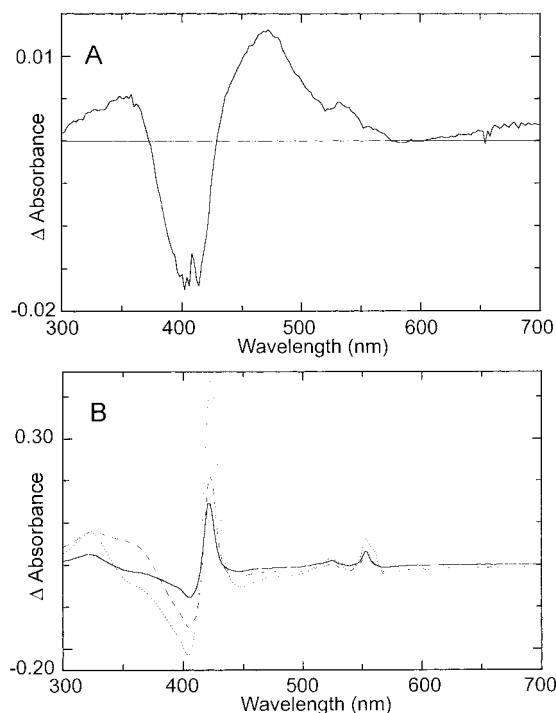 0.01
A
Δ Absorbance
-0.02
300 400 500 600 700
Wavelength (nm)
B
0.30
Δ Absorbance
-0.20
300 400 500 600 700
Wavelength (nm)